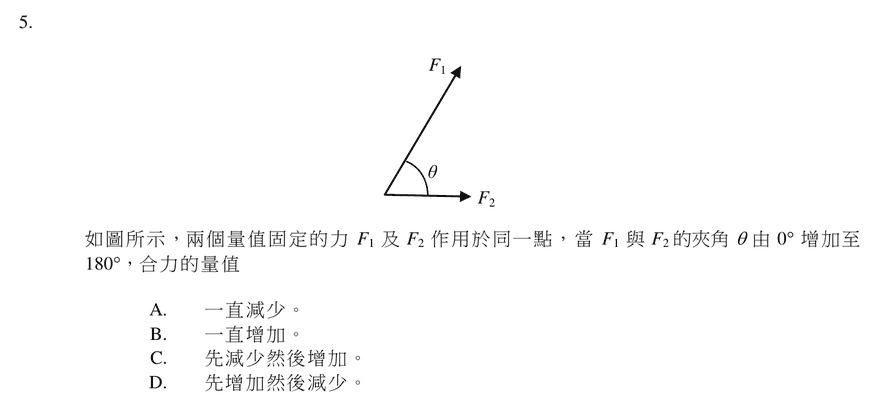 5.
F1
θ
F2
如圖所示，兩個量值固定的力 F1 及 F2 作用於同一點，當 F1 與 F2 的夾角 θ 由 0° 增加至
180°，合力的量值
A. 一直減少。
B. 一直增加。
C. 先減少然後增加。
D. 先增加然後減少。